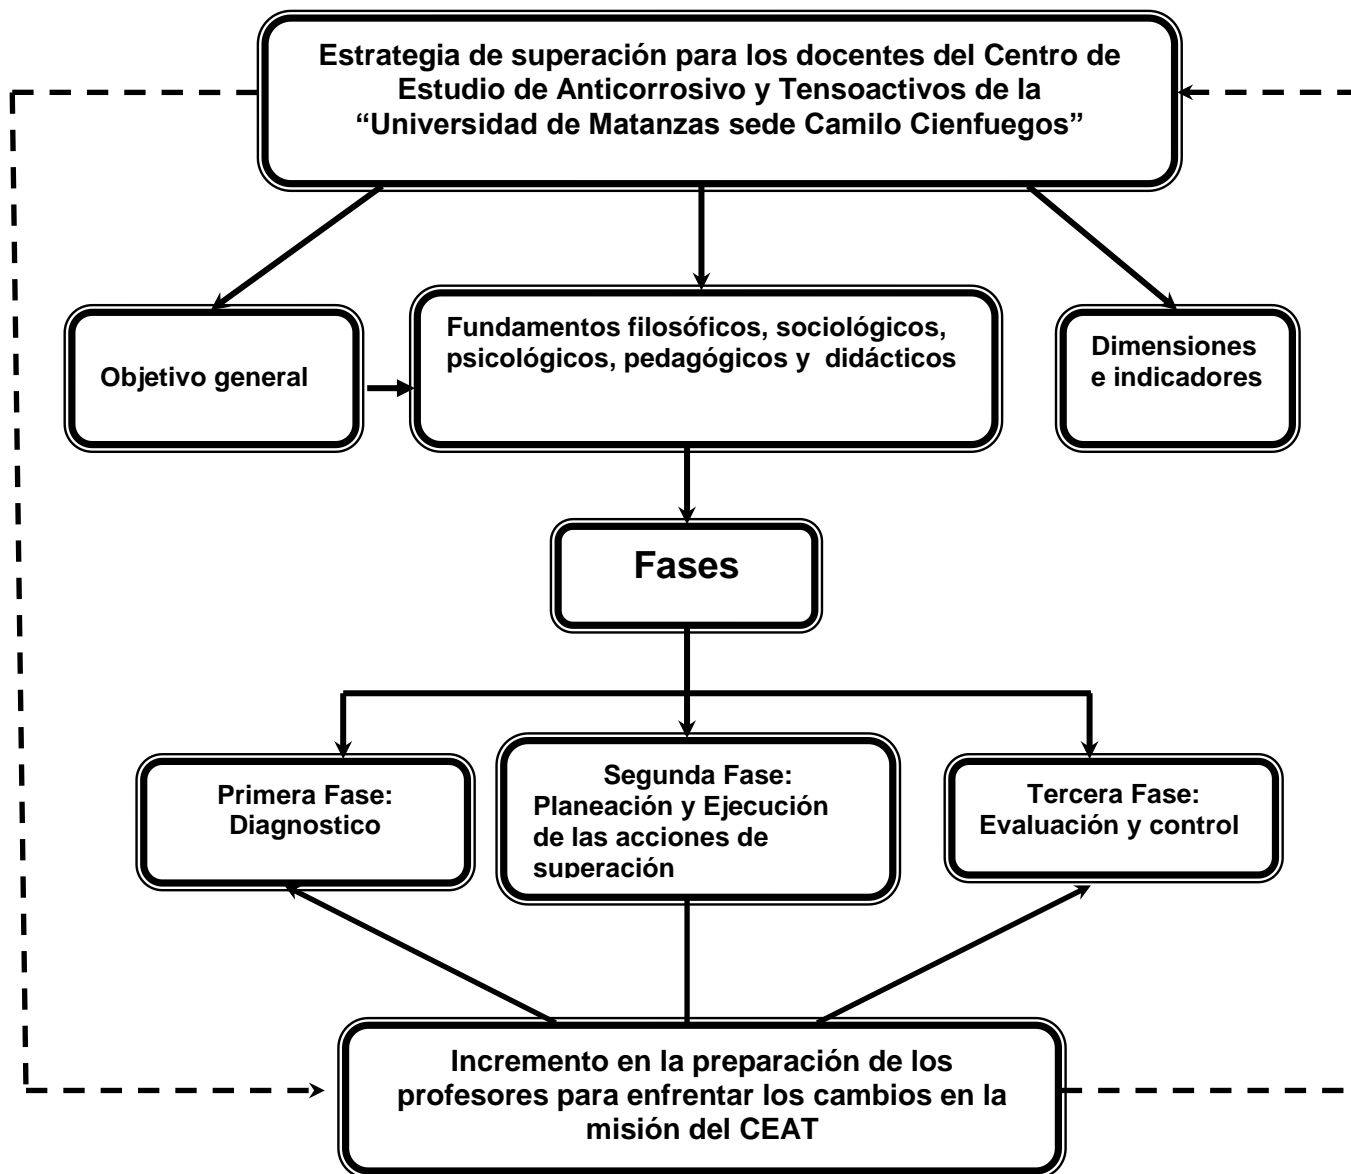 Estrategia de superación para los docentes del Centro de
Estudio de Anticorrosivo y Tensoactivos de la
“Universidad de Matanzas sede Camilo Cienfuegos”
Objetivo general
Fundamentos filosóficos, sociológicos,
psicológicos, pedagógicos y didácticos
Dimensiones
e indicadores
Fases
Primera Fase:
Diagnostico
Segunda Fase:
Planeación y Ejecución
de las acciones de
superación
Tercera Fase:
Evaluación y control
Incremento en la preparación de los
profesores para enfrentar los cambios en la
misión del CEAT